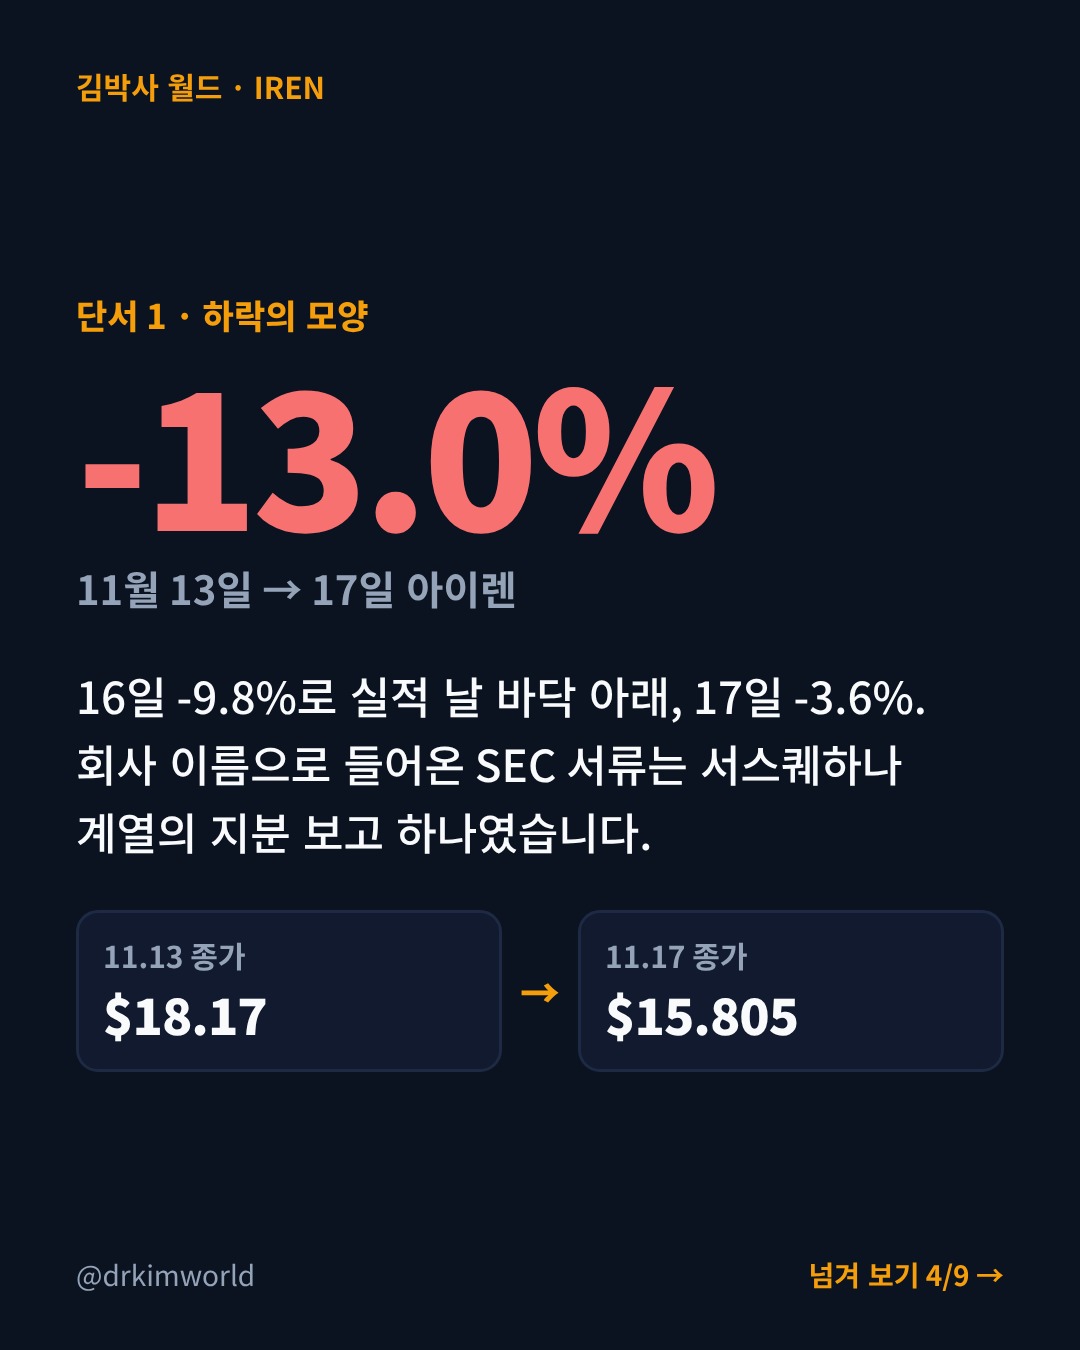 김박사 월드 · IREN
단서 1 · 하락의 모양
-13.0%
11월 13일 → 17일 아이렌
16일 -9.8%로 실적 날 바닥 아래, 17일 -3.6%.
회사 이름으로 들어온 SEC 서류는 서스퀘하나
계열의 지분 보고 하나였습니다.
11.13 종가
$18.17
→
11.17 종가
$15.805
@drkimworld
넘겨 보기 4/9 →